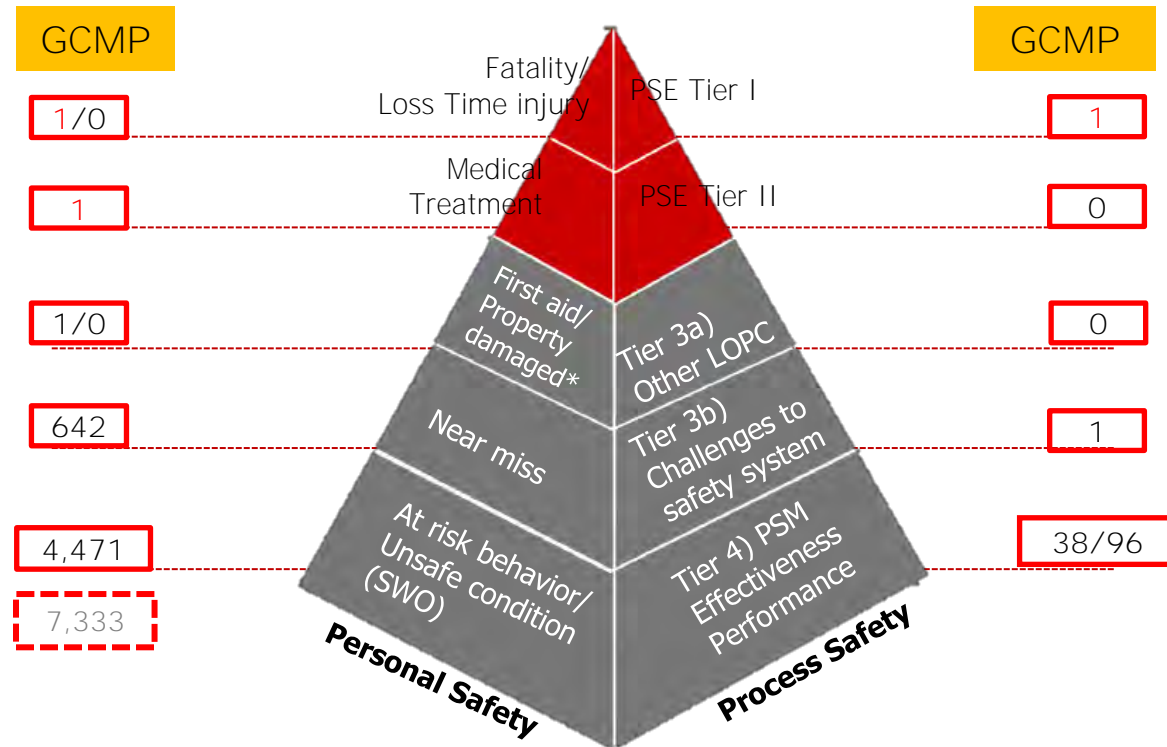 GCMP
GCMP
Fatality/
Loss Time injury
PSE Tier I
1/0
1
Medical
Treatment
PSE Tier II
1
0
First aid/
Property
damaged*
Tier 3a)
Other LOPC
1/0
0
Near miss
Tier 3b)
Challenges to
safety system
642
1
At risk behavior/
Unsafe condition
(SWO)
Tier 4) PSM
Effectiveness
Performance
4,471
38/96
7,333
Personal Safety
Process Safety